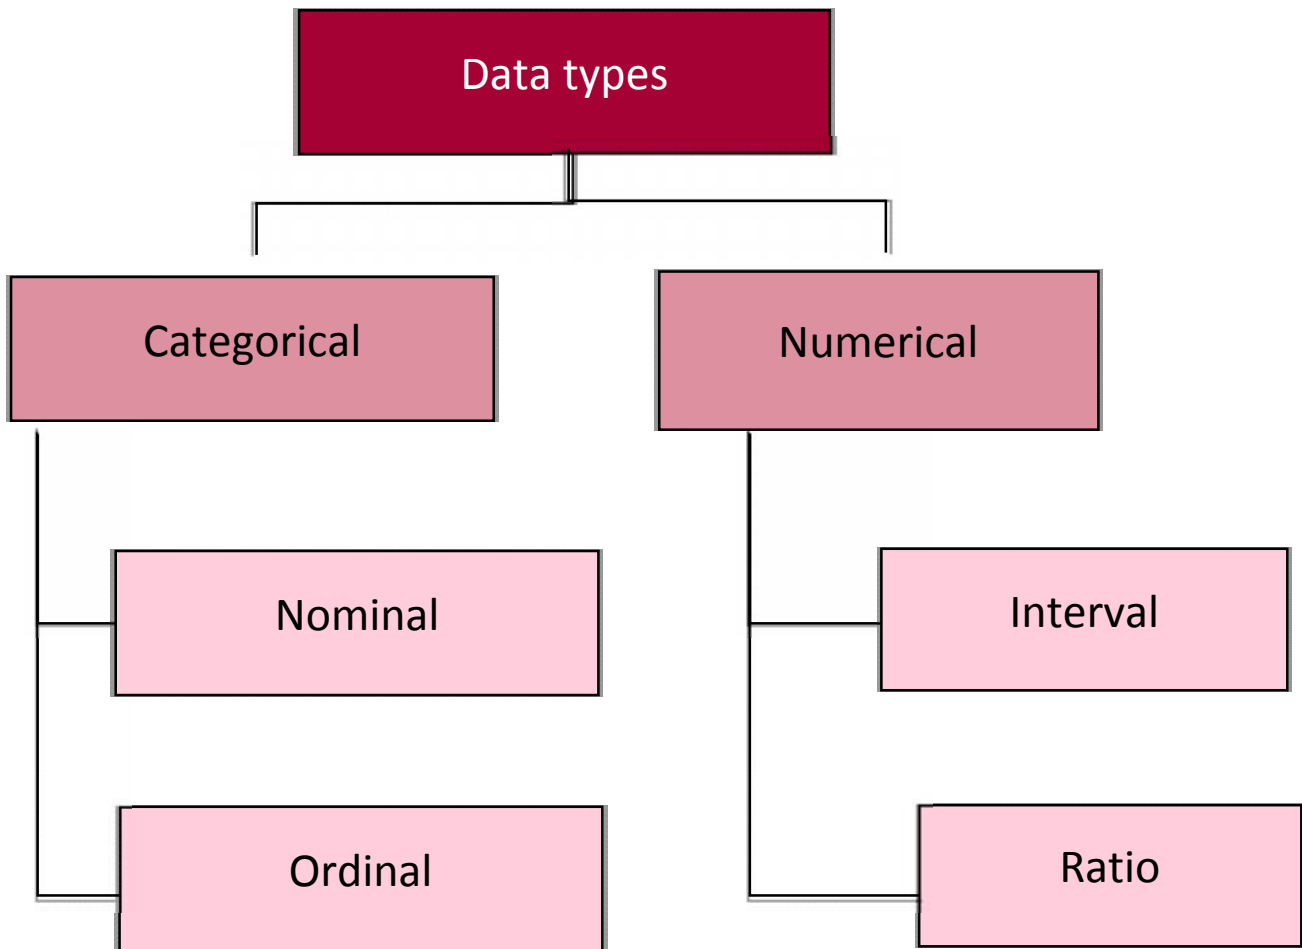 Data types
Categorical
Numerical
Nominal
Interval
Ordinal
Ratio